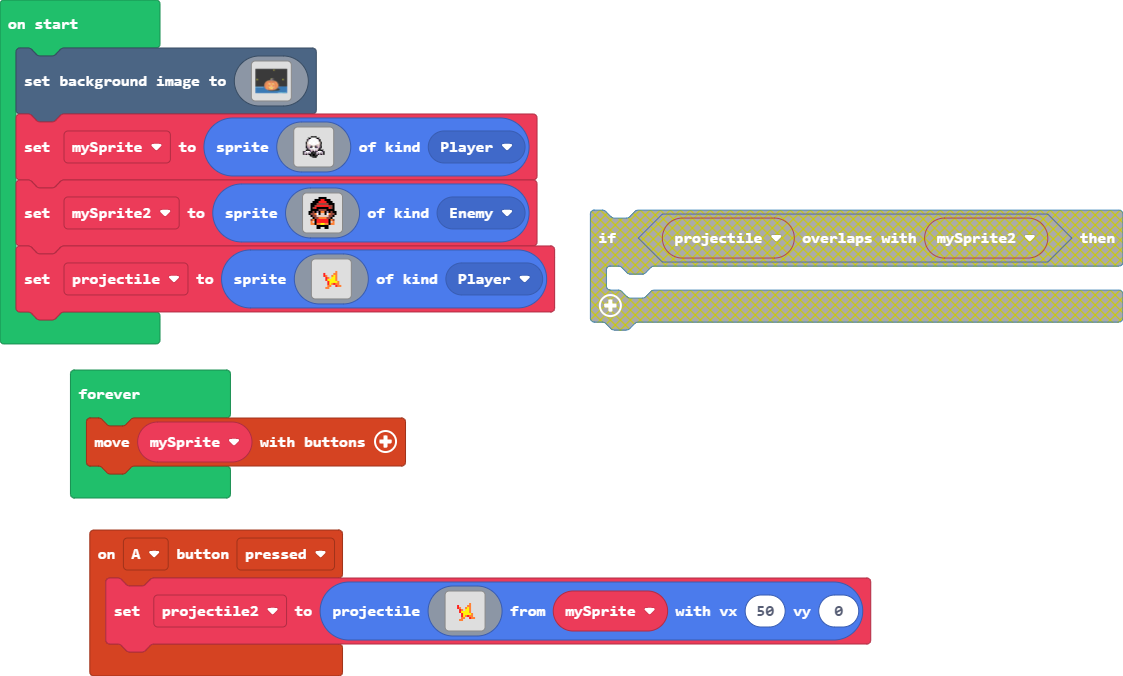 on start
set background image to
set mySprite to sprite of kind Player
set mySprite2 to sprite of kind Enemy
set projectile to sprite of kind Player
if projectile overlaps with mySprite2 then
forever
move mySprite with buttons
on A button pressed
set projectile2 to projectile from mySprite with vx 50 vy 0